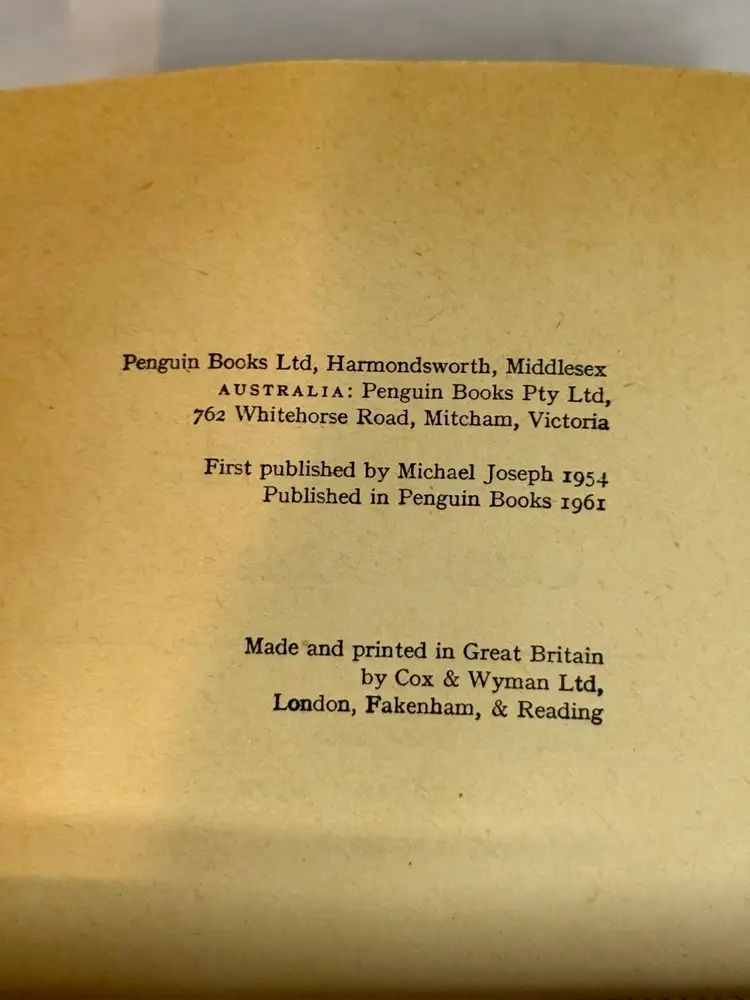 Penguin Books Ltd, Harmondsworth, Middlesex
AUSTRALIA: Penguin Books Pty Ltd,
762 Whitehorse Road, Mitcham, Victoria
First published by Michael Joseph 1954
Published in Penguin Books 1961
Made and printed in Great Britain
by Cox & Wyman Ltd,
London, Fakenham, & Reading